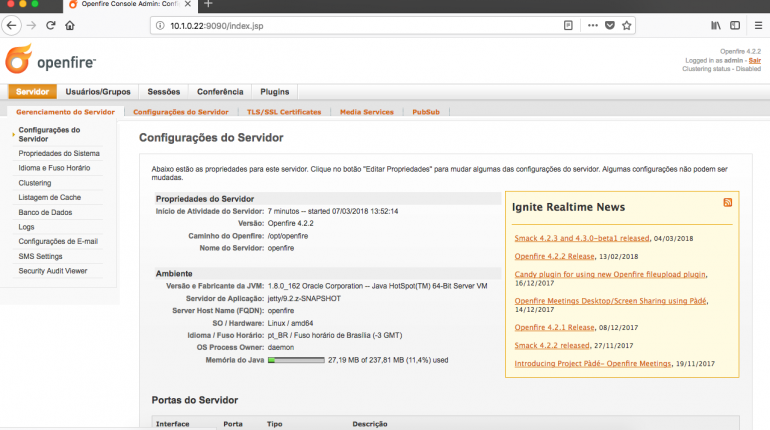 Openfire Console Admin: Conf
10.1.0.22:9090/index.jsp
openfire™
Openfire 4.2.2
Logged in as admin - Sair
Clustering status - Disabled
Servidor Usuários/Grupos Sessões Conferência Plugins
Gerenciamento do Servidor Configurações do Servidor TLS/SSL Certificates Media Services PubSub
Configurações do
Servidor
Propriedades do Sistema
Idioma e Fuso Horário
Clustering
Listagem de Cache
Banco de Dados
Logs
Configurações de E-mail
SMS Settings
Security Audit Viewer
Configurações do Servidor
Abaixo estão as propriedades para este servidor. Clique no botão "Editar Propriedades" para mudar algumas das configurações do servidor. Algumas configurações não podem ser
mudadas.
Propriedades do Servidor
Início de Atividade do Servidor: 7 minutos -- started 07/03/2018 13:52:14
Versão: Openfire 4.2.2
Caminho do Openfire: /opt/openfire
Nome do Servidor: openfire
Ambiente
Versão e Fabricante da JVM: 1.8.0_162 Oracle Corporation -- Java HotSpot(TM) 64-Bit Server VM
Servidor de Aplicação: jetty/9.2.z-SNAPSHOT
Server Host Name (FQDN): openfire
SO / Hardware: Linux / amd64
Idioma / Fuso Horário: pt_BR / Fuso horário de Brasília (-3 GMT)
OS Process Owner: daemon
Memória do Java 27,19 MB of 237,81 MB (11,4%) used
Ignite Realtime News
Smack 4.2.3 and 4.3.0-beta1 released, 04/03/2018
Openfire 4.2.2 Release, 13/02/2018
Candy plugin for using new Openfire fileupload plugin,
16/12/2017
Openfire Meetings Desktop/Screen Sharing using Pàdé,
14/12/2017
Openfire 4.2.1 Release, 08/12/2017
Smack 4.2.2 released, 27/11/2017
Introducing Project Pàdé- Openfire Meetings, 19/11/2017
Portas do Servidor
Interface Porta Tipo Descrição